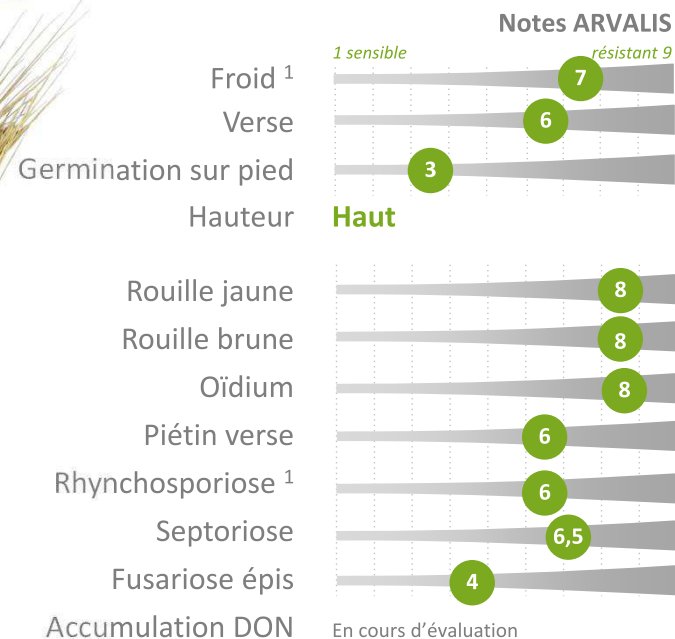 Notes ARVALIS
1 sensible résistant 9
Froid ¹ 7
Verse 6
Germination sur pied 3
Hauteur Haut
Rouille jaune 8
Rouille brune 8
Oïdium 8
Piétin verse 6
Rhynchosporiose ¹ 6
Septoriose 6,5
Fusariose épis 4
Accumulation DON En cours d’évaluation